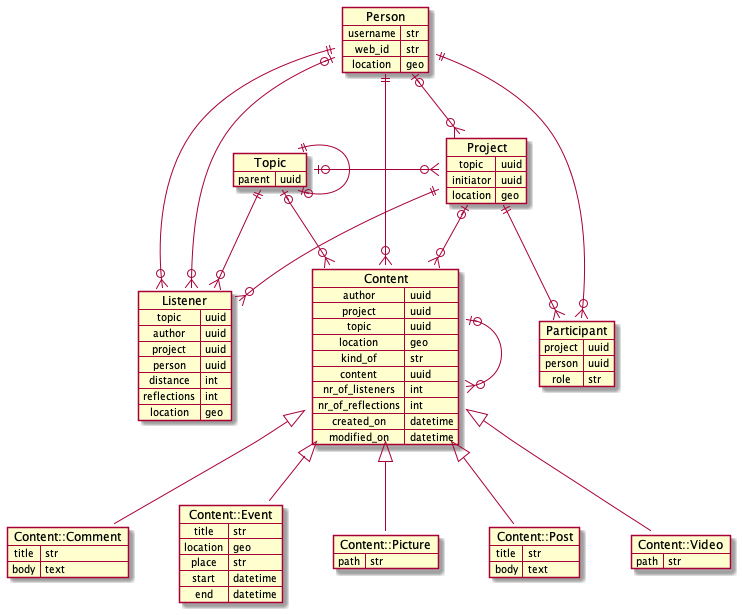 Person
username str
web_id str
location geo
Topic
parent uuid
Project
topic uuid
initiator uuid
location geo
Listener
topic uuid
author uuid
project uuid
person uuid
distance int
reflections int
location geo
Content
author uuid
project uuid
topic uuid
location geo
kind_of str
content uuid
nr_of_listeners int
nr_of_reflections int
created_on datetime
modified_on datetime
Participant
project uuid
person uuid
role str
Content::Comment
title str
body text
Content::Event
title str
location geo
place str
start datetime
end datetime
Content::Picture
path str
Content::Post
title str
body text
Content::Video
path str